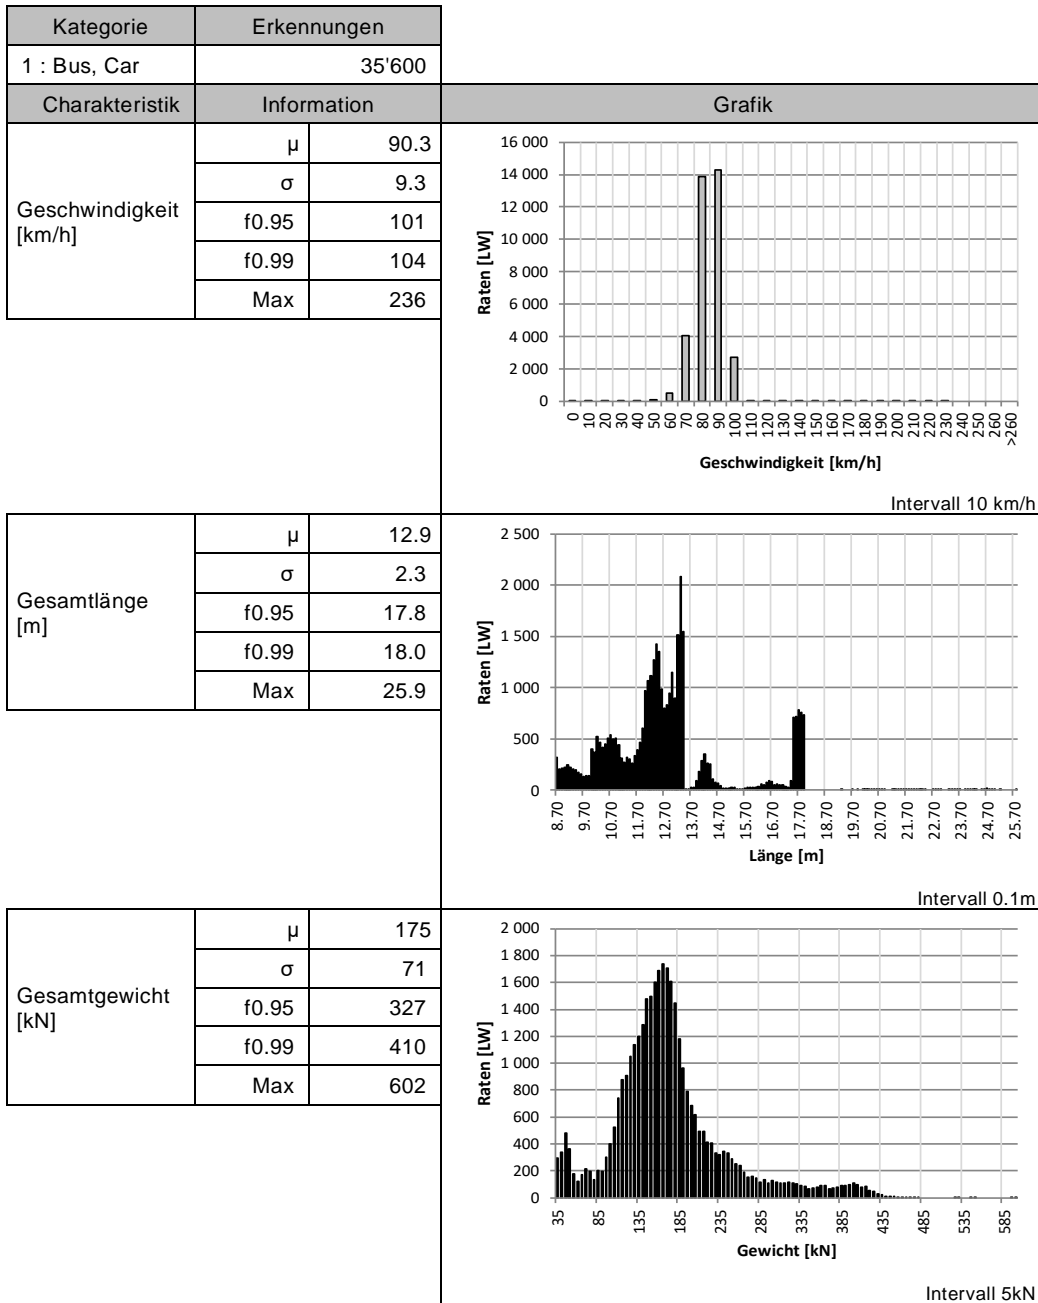 Kategorie Erkennungen
1 : Bus, Car 35'600
Charakteristik Information Grafik
Geschwindigkeit
[km/h]
µ 90.3
σ 9.3
f0.95 101
f0.99 104
Max 236
16 000
14 000
12 000
10 000
8 000
6 000
4 000
2 000
0
Raten [LW]
0 10 20 30 40 50 60 70 80 90 100 110 120 130 140 150 160 170 180 190 200 210 220 230 240 250 260 >260
Geschwindigkeit [km/h]
Intervall 10 km/h
Gesamtlänge
[m]
µ 12.9
σ 2.3
f0.95 17.8
f0.99 18.0
Max 25.9
2 500
2 000
1 500
1 000
500
0
Raten [LW]
8.70 9.70 10.70 11.70 12.70 13.70 14.70 15.70 16.70 17.70 18.70 19.70 20.70 21.70 22.70 23.70 24.70 25.70
Länge [m]
Intervall 0.1m
Gesamtgewicht
[kN]
µ 175
σ 71
f0.95 327
f0.99 410
Max 602
2 000
1 800
1 600
1 400
1 200
1 000
800
600
400
200
0
Raten [LW]
35 85 135 185 235 285 335 385 435 485 535 585
Gewicht [kN]
Intervall 5kN